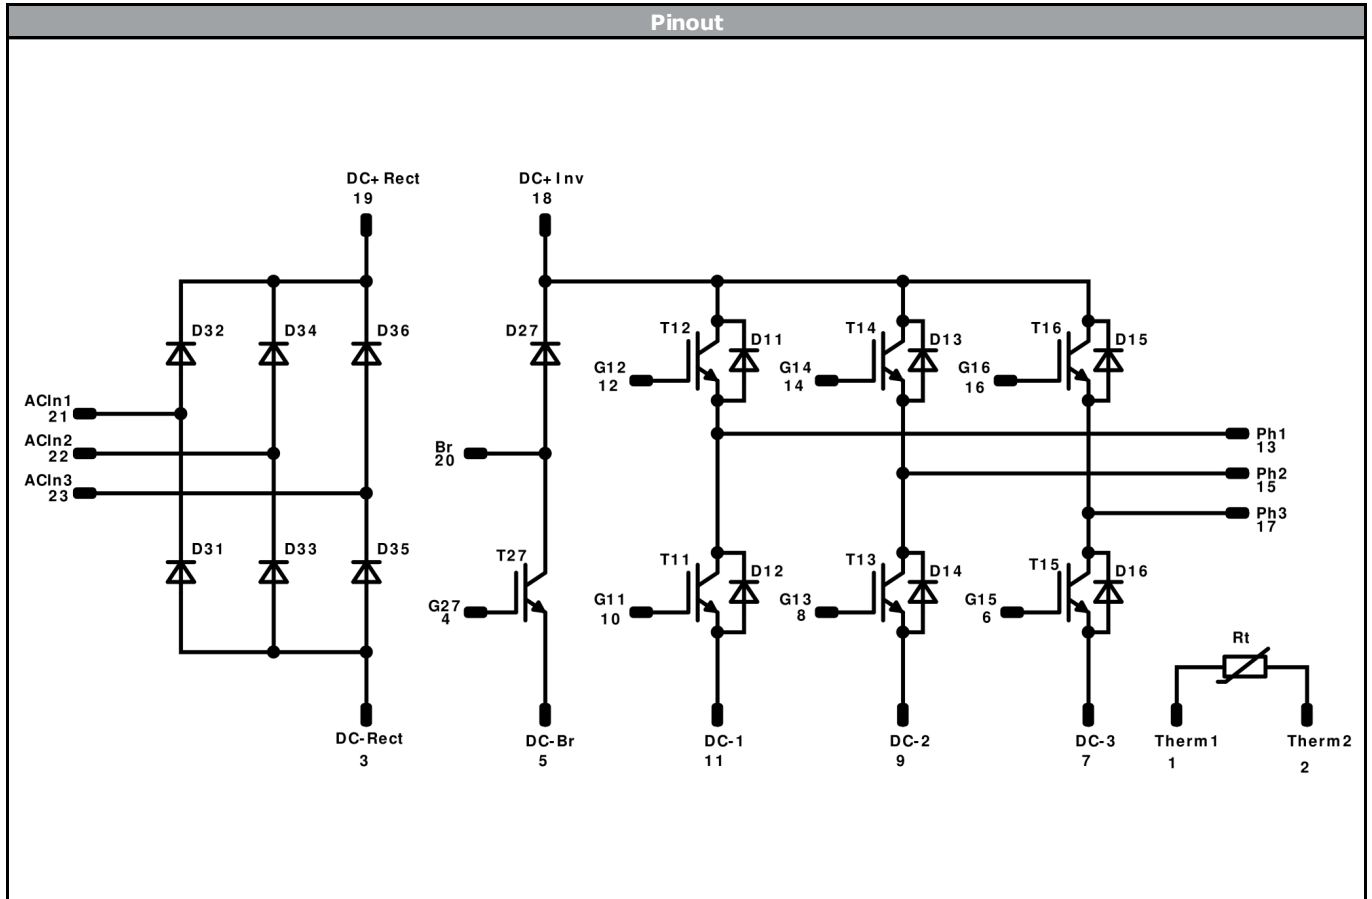 Pinout
DC+Rect
19
DC+Inv
18
D32
D34
D36
D27
T12
D11
T14
D13
T16
D15
G12
12
G14
14
G16
16
ACIn1
21
ACIn2
22
ACIn3
23
Br
20
Ph1
13
Ph2
15
Ph3
17
D31
D33
D35
T27
T11
D12
T13
D14
T15
D16
G27
4
G11
10
G13
8
G15
6
Rt
DC-Rect
3
DC-Br
5
DC-1
11
DC-2
9
DC-3
7
Therm1
1
Therm2
2